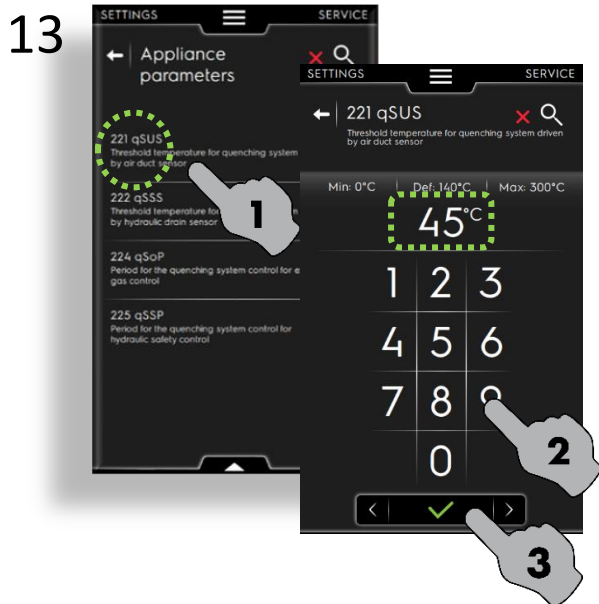 13
SETTINGS SERVICE
Appliance
parameters
221 qSUS
Threshold temperature for quenching system
by air duct sensor
222 qSSS
Threshold temperature for
by hydraulic drain sensor
224 qSoP
Period for the quenching system control for
gas control
225 qSSP
Period for the quenching system control for
hydraulic safety control
1
SETTINGS SERVICE
221 qSUS
Threshold temperature for quenching system driven
by air duct sensor
Min: 0°C Def: 140°C Max: 300°C
45°C
1 2 3
4 5 6
7 8 9
0
2
3